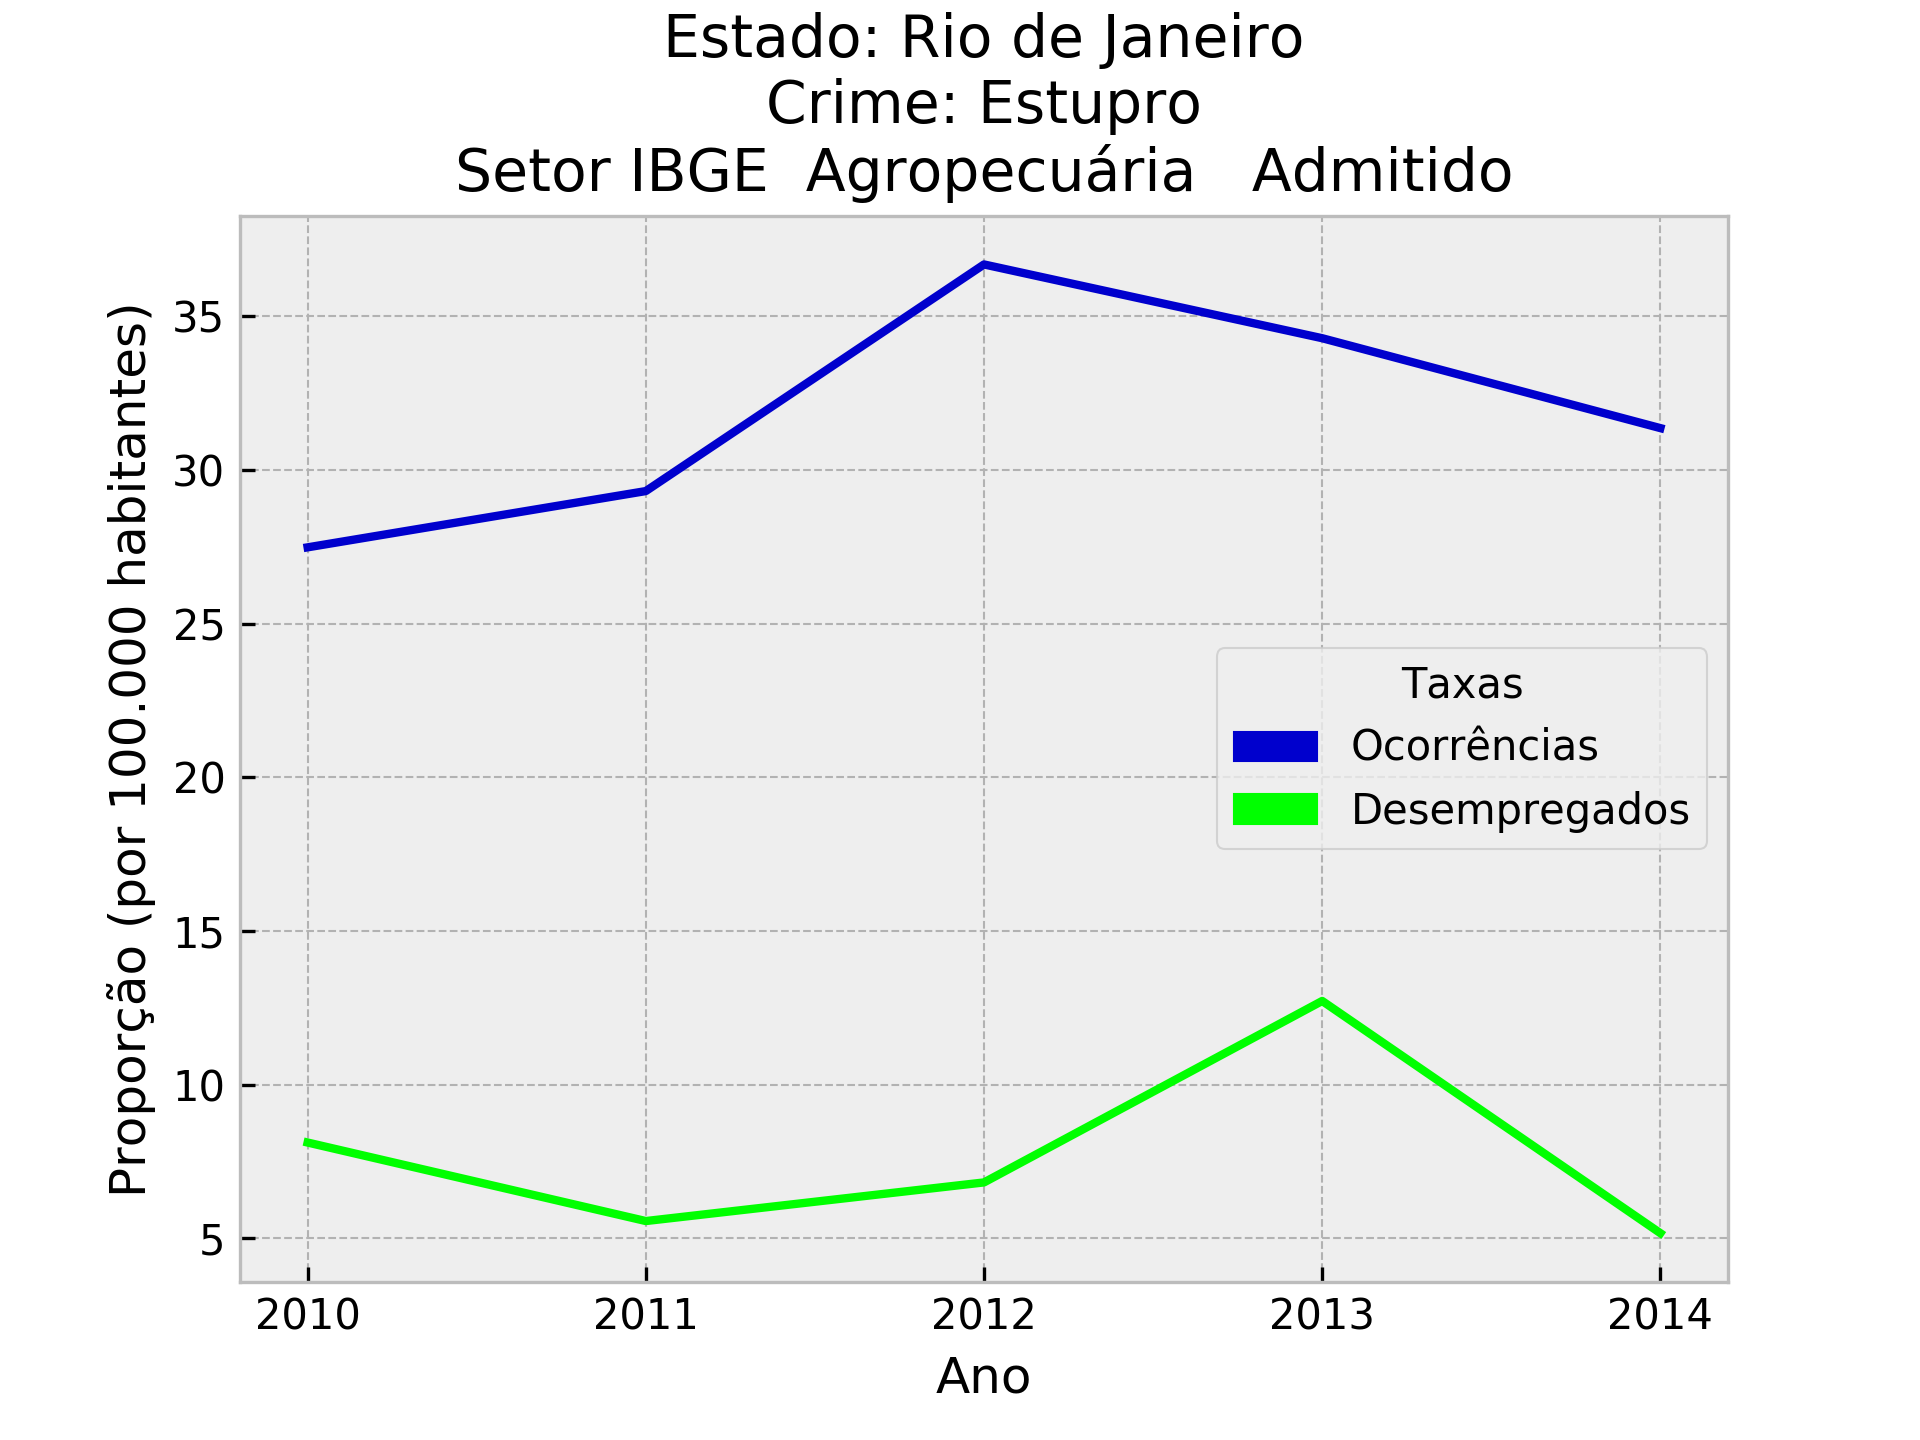 Estado: Rio de Janeiro
Crime: Estupro
Setor IBGE  Agropecuária   Admitido
Proporção (por 100.000 habitantes)
35
30
25
20
15
10
5
Taxas
Ocorrências
Desempregados
2010 2011 2012 2013 2014
Ano